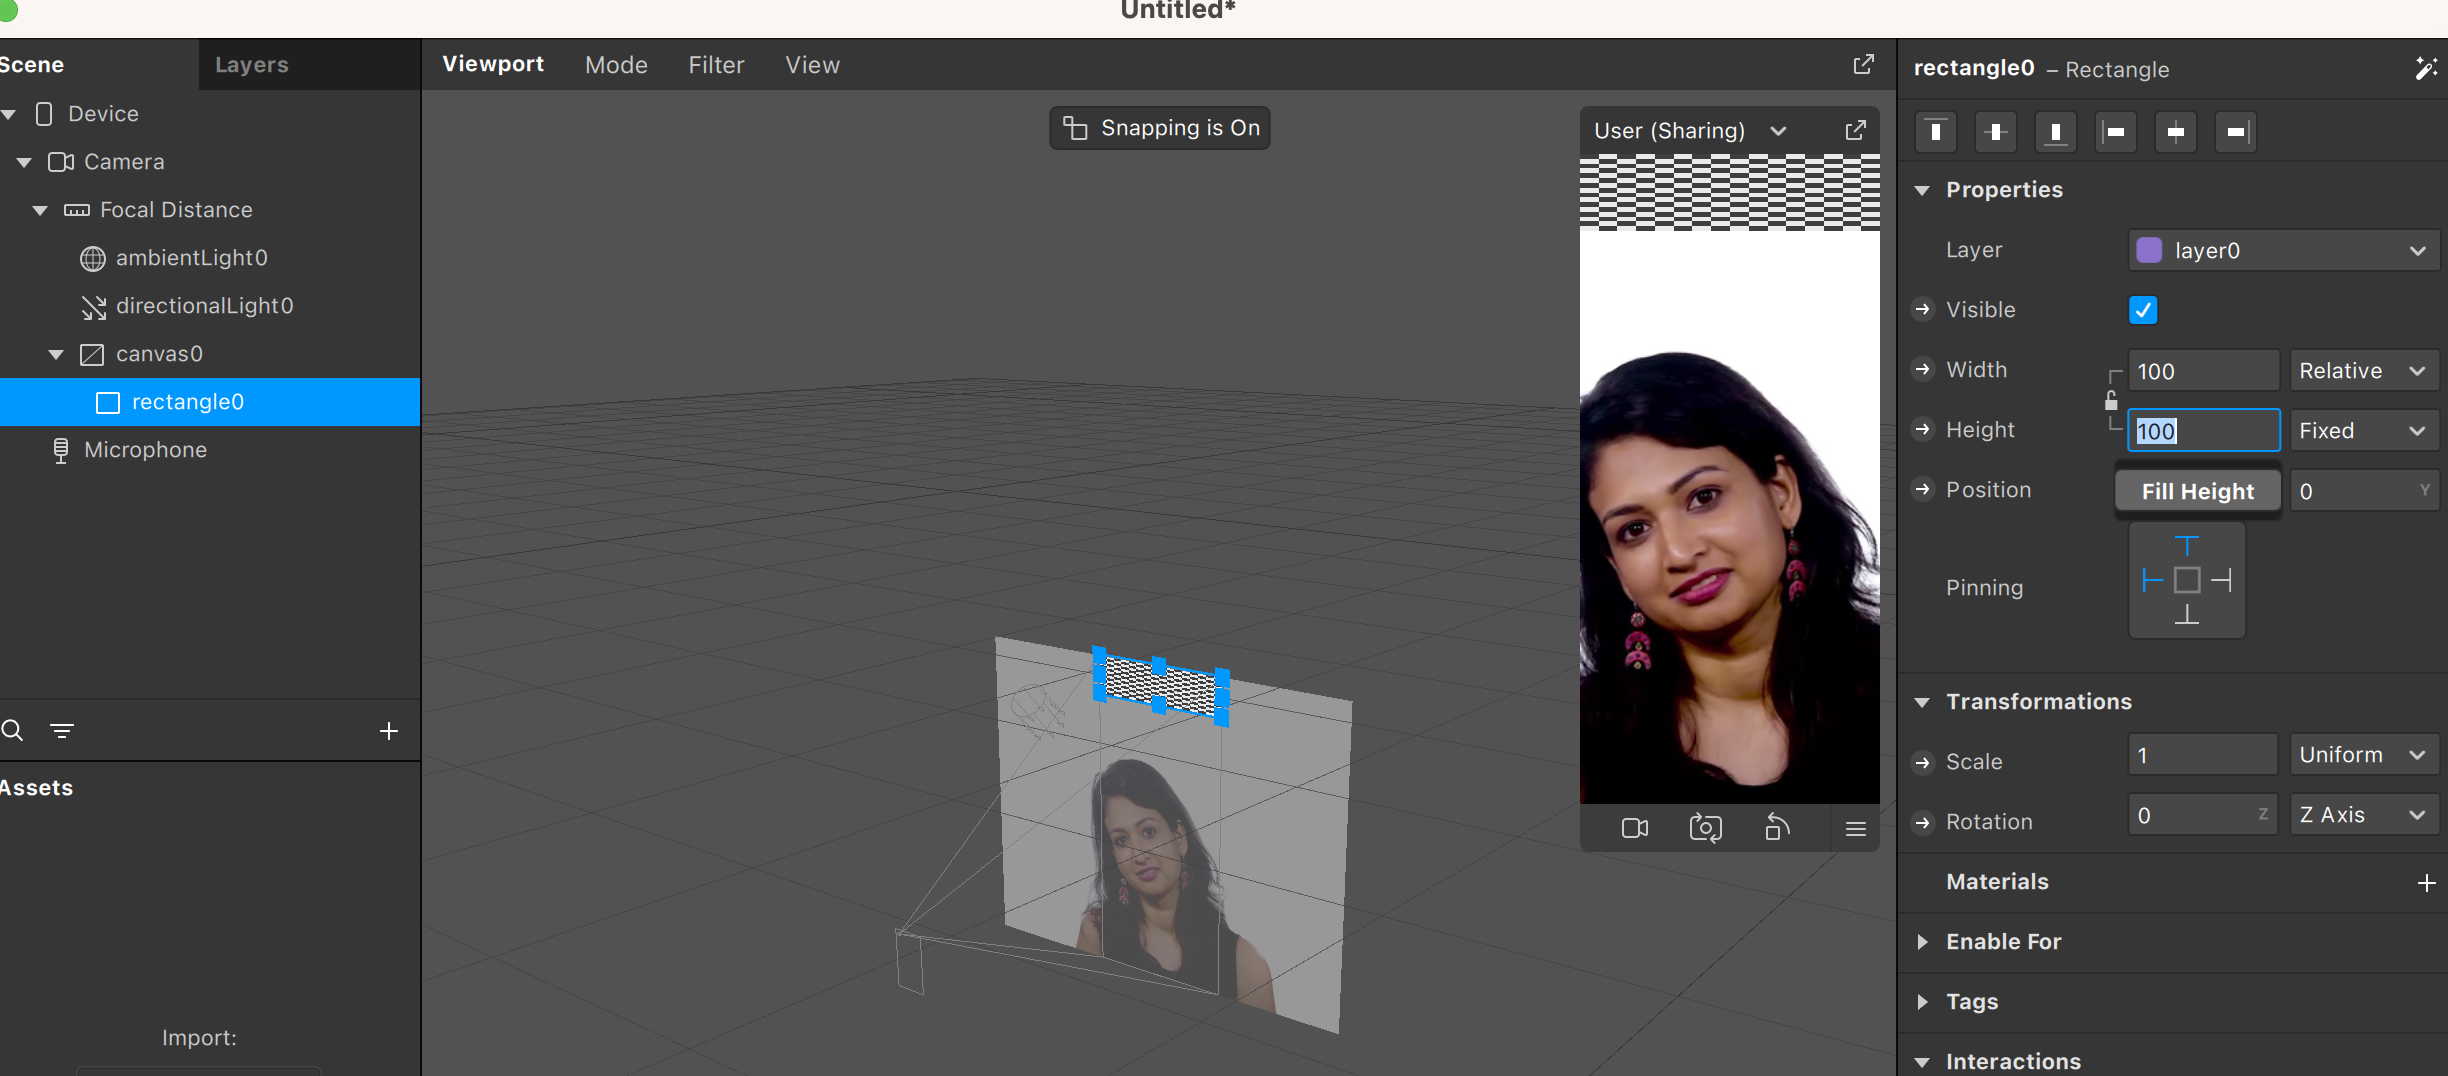 Untitled*
Scene
Layers
Device
Camera
Focal Distance
ambientLight0
directionalLight0
canvas0
rectangle0
Microphone
Assets
Import:
Viewport
Mode
Filter
View
Snapping is On
User (Sharing)
rectangle0 – Rectangle
Properties
Layer
layer0
Visible
Width
100
Relative
Height
100
Fixed
Position
Fill Height
0
Y
Pinning
Transformations
Scale
1
Uniform
Rotation
0
Z
Z Axis
Materials
Enable For
Tags
Interactions